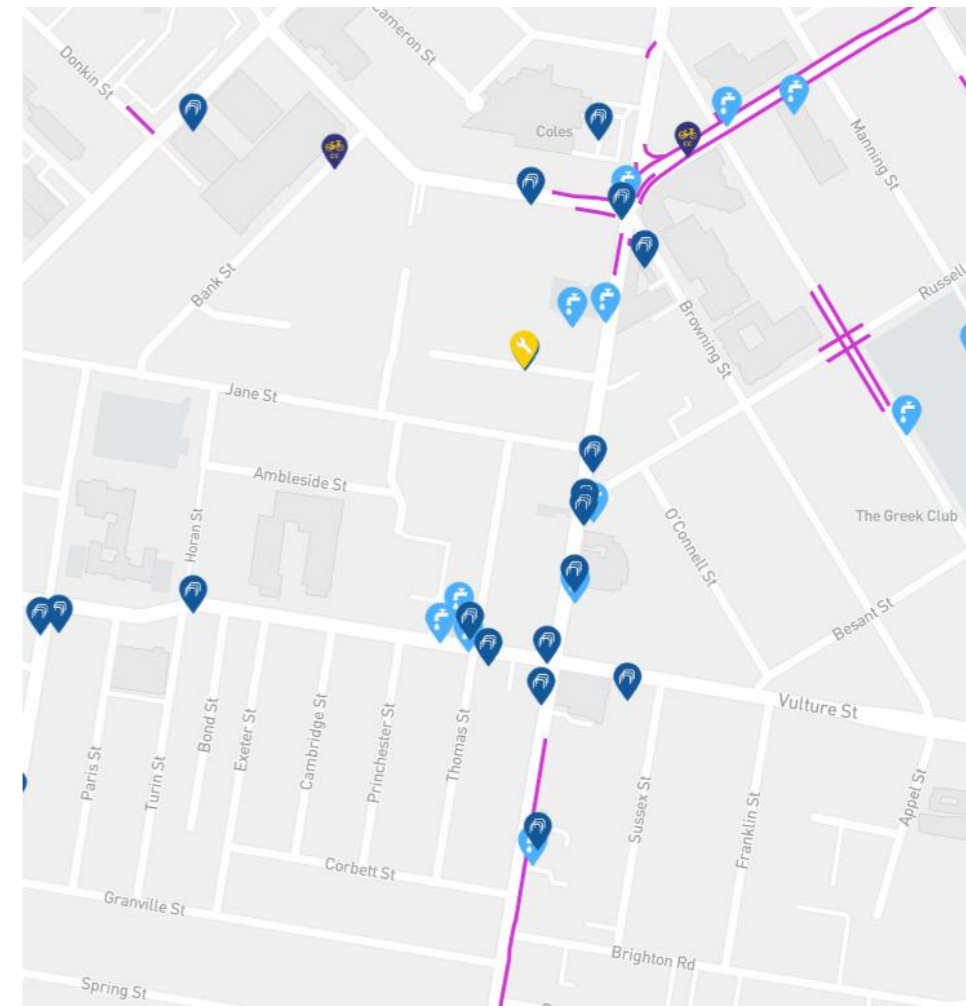 Cameron St
Donkin St
Coles
CC
CC
Manning St
Bank St
Russell
Browning St
Jane St
Ambleside St
O'Connell St
The Greek Club
Horan St
Besant St
Vulture St
Bond St
Exeter St
Cambridge St
Princhester St
Thomas St
Paris St
Turin St
Sussex St
Franklin St
Appel St
Corbett St
Granville St
Brighton Rd
Spring St